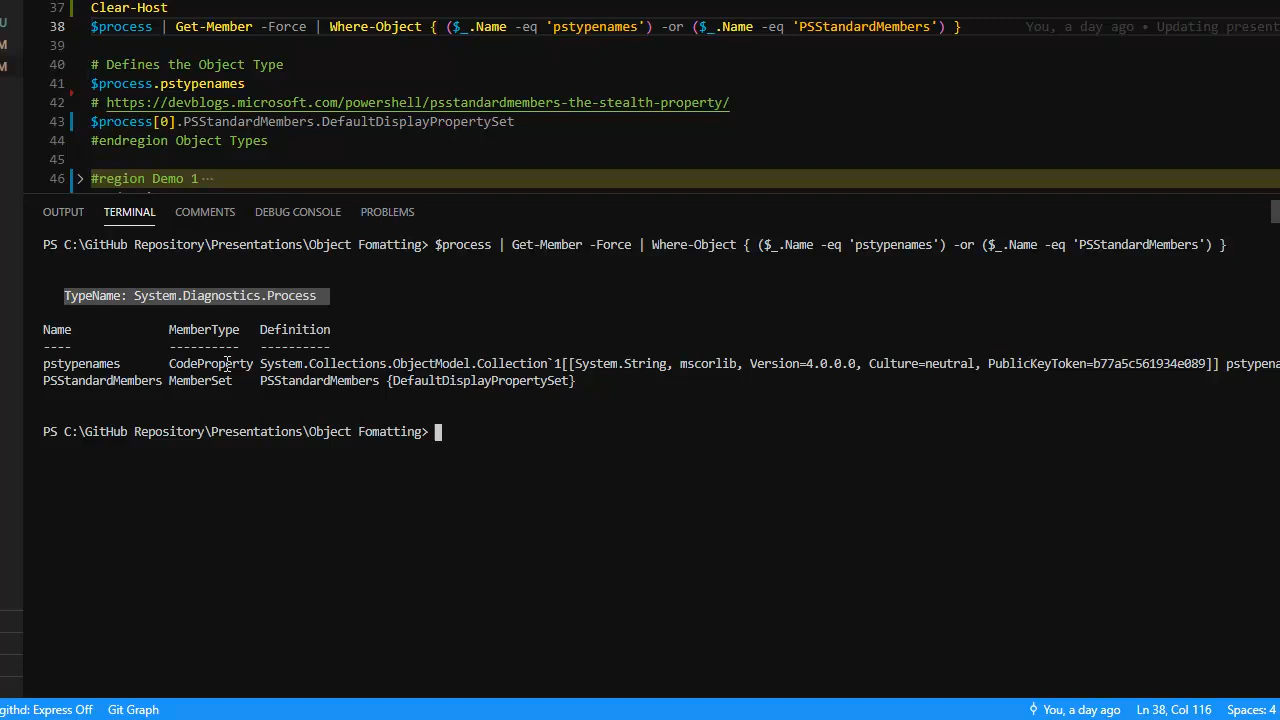 37 Clear-Host
38 $process | Get-Member -Force | Where-Object { ($_.Name -eq 'pstypenames') -or ($_.Name -eq 'PSStandardMembers') } You, a day ago • Updating present
39
40 # Defines the Object Type
41 $process.pstypenames
42 # https://devblogs.microsoft.com/powershell/psstandardmembers-the-stealth-property/
43 $process[0].PSStandardMembers.DefaultDisplayPropertySet
44 #endregion Object Types
45
46 #region Demo 1 ···
OUTPUT TERMINAL COMMENTS DEBUG CONSOLE PROBLEMS
PS C:\GitHub Repository\Presentations\Object Fomatting> $process | Get-Member -Force | Where-Object { ($_.Name -eq 'pstypenames') -or ($_.Name -eq 'PSStandardMembers') }
TypeName: System.Diagnostics.Process
Name MemberType Definition
---- ---------- ----------
pstypenames CodeProperty System.Collections.ObjectModel.Collection`1[[System.String, mscorlib, Version=4.0.0.0, Culture=neutral, PublicKeyToken=b77a5c561934e089]] pstypena
PSStandardMembers MemberSet PSStandardMembers {DefaultDisplayPropertySet}
PS C:\GitHub Repository\Presentations\Object Fomatting>
githd: Express Off Git Graph You, a day ago Ln 38, Col 116 Spaces: 4